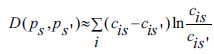 D(p_s,p_s') ≈ ∑_i (c_is − c_is') ln c_is / c_is'